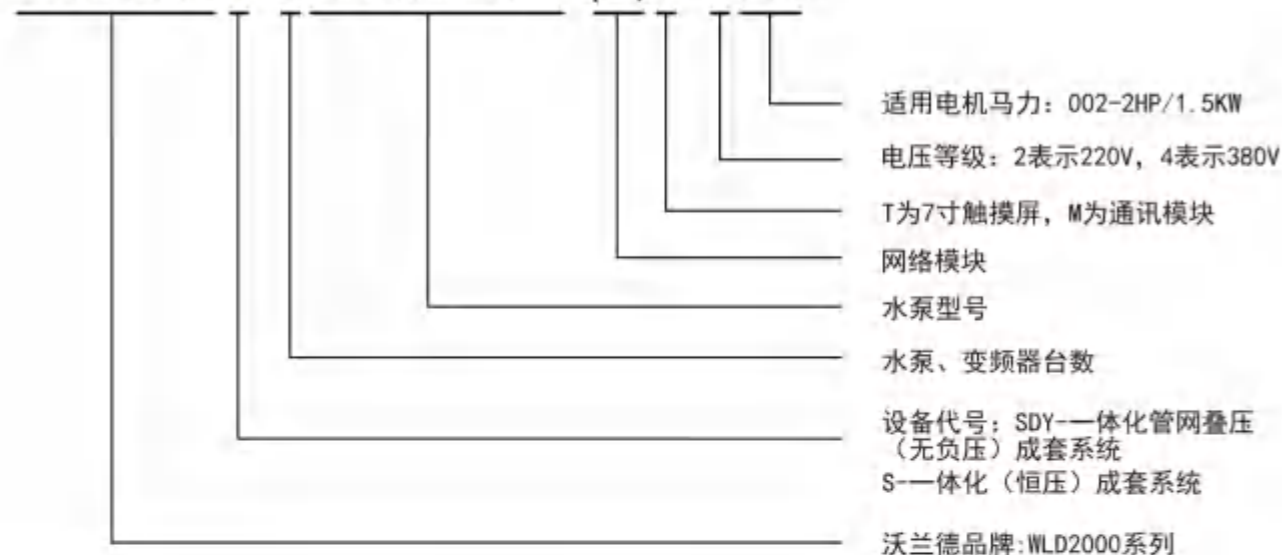 适用电机马力: 002-2HP/1.5KW
电压等级: 2表示220V, 4表示380V
T为7寸触摸屏, M为通讯模块
网络模块
水泵型号
水泵、变频器台数
设备代号: SDY-一体化管网叠压
(无负压)成套系统
S-一体化(恒压)成套系统
沃兰德品牌:WLD2000系列